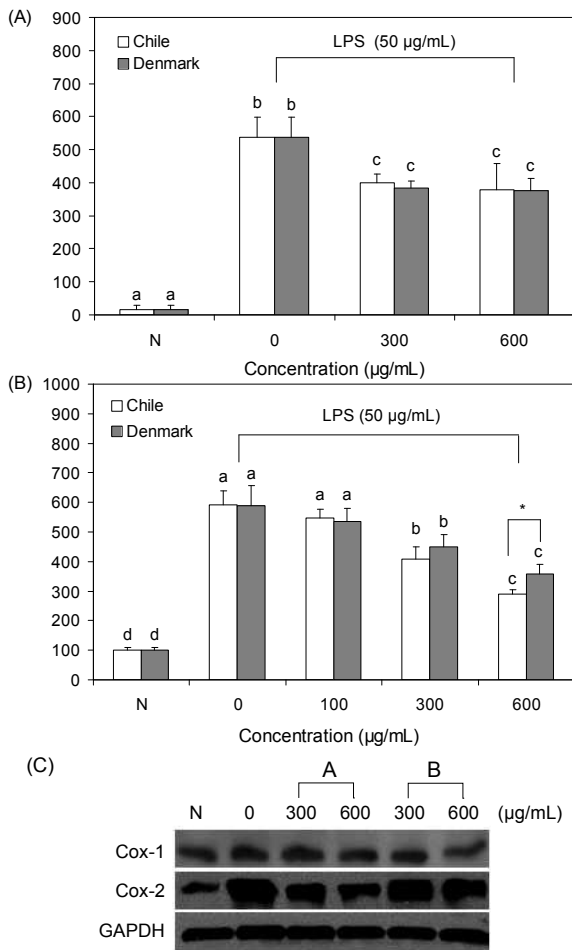 (A)
900
800
700
600
500
400
300
200
100
0
Chile
Denmark
LPS (50 µg/mL)
a a
b b
c c
c c
N 0 300 600
Concentration (µg/mL)
(B)
1000
900
800
700
600
500
400
300
200
100
0
Chile
Denmark
LPS (50 µg/mL)
d d
a a
a a
b b
*
c c
N 0 100 300 600
Concentration (µg/mL)
(C)
A B
N 0 300 600 300 600 (µg/mL)
Cox-1
Cox-2
GAPDH